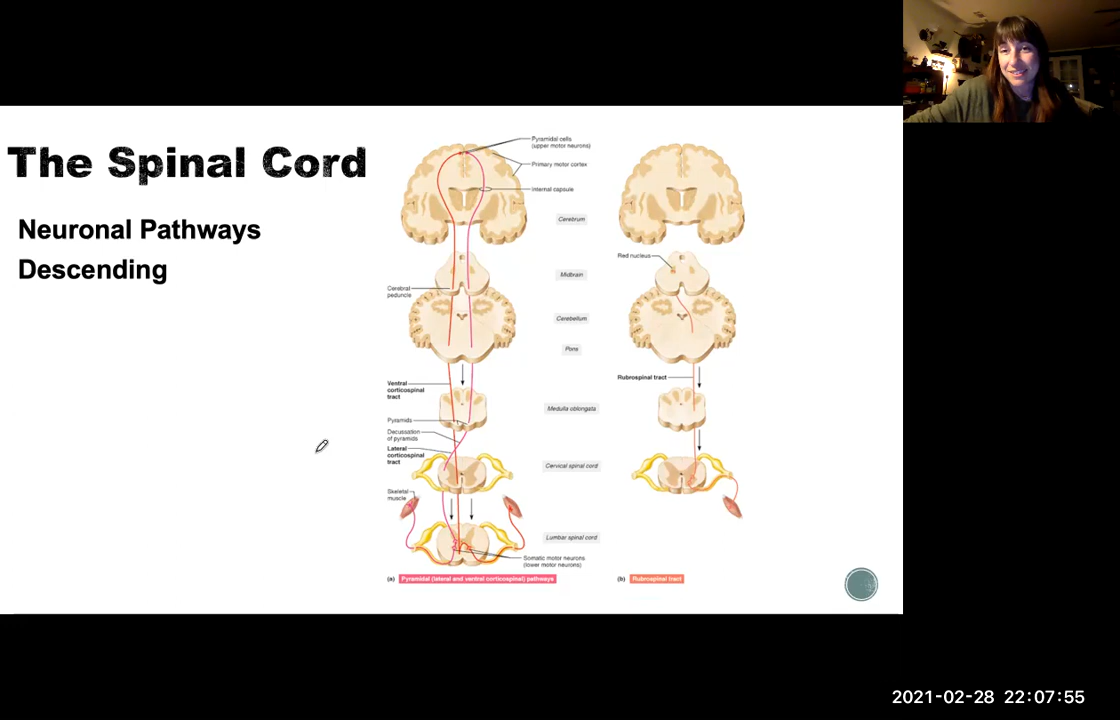 The Spinal Cord
Neuronal Pathways
Descending
Pyramidal cells
(upper motor neurons)
Primary motor cortex
Internal capsule
Cerebrum
Midbrain
Cerebral
peduncle
Cerebellum
Pons
Ventral
corticospinal
tract
Medulla oblongata
Pyramids
Decussation
of pyramids
Lateral
corticospinal
tract
Cervical spinal cord
Skeletal
muscle
Lumbar spinal cord
Somatic motor neurons
(lower motor neurons)
(a) Pyramidal (lateral and ventral corticospinal) pathways
Red nucleus
Rubrospinal tract
(b) Rubrospinal tract
2021-02-28 22:07:55